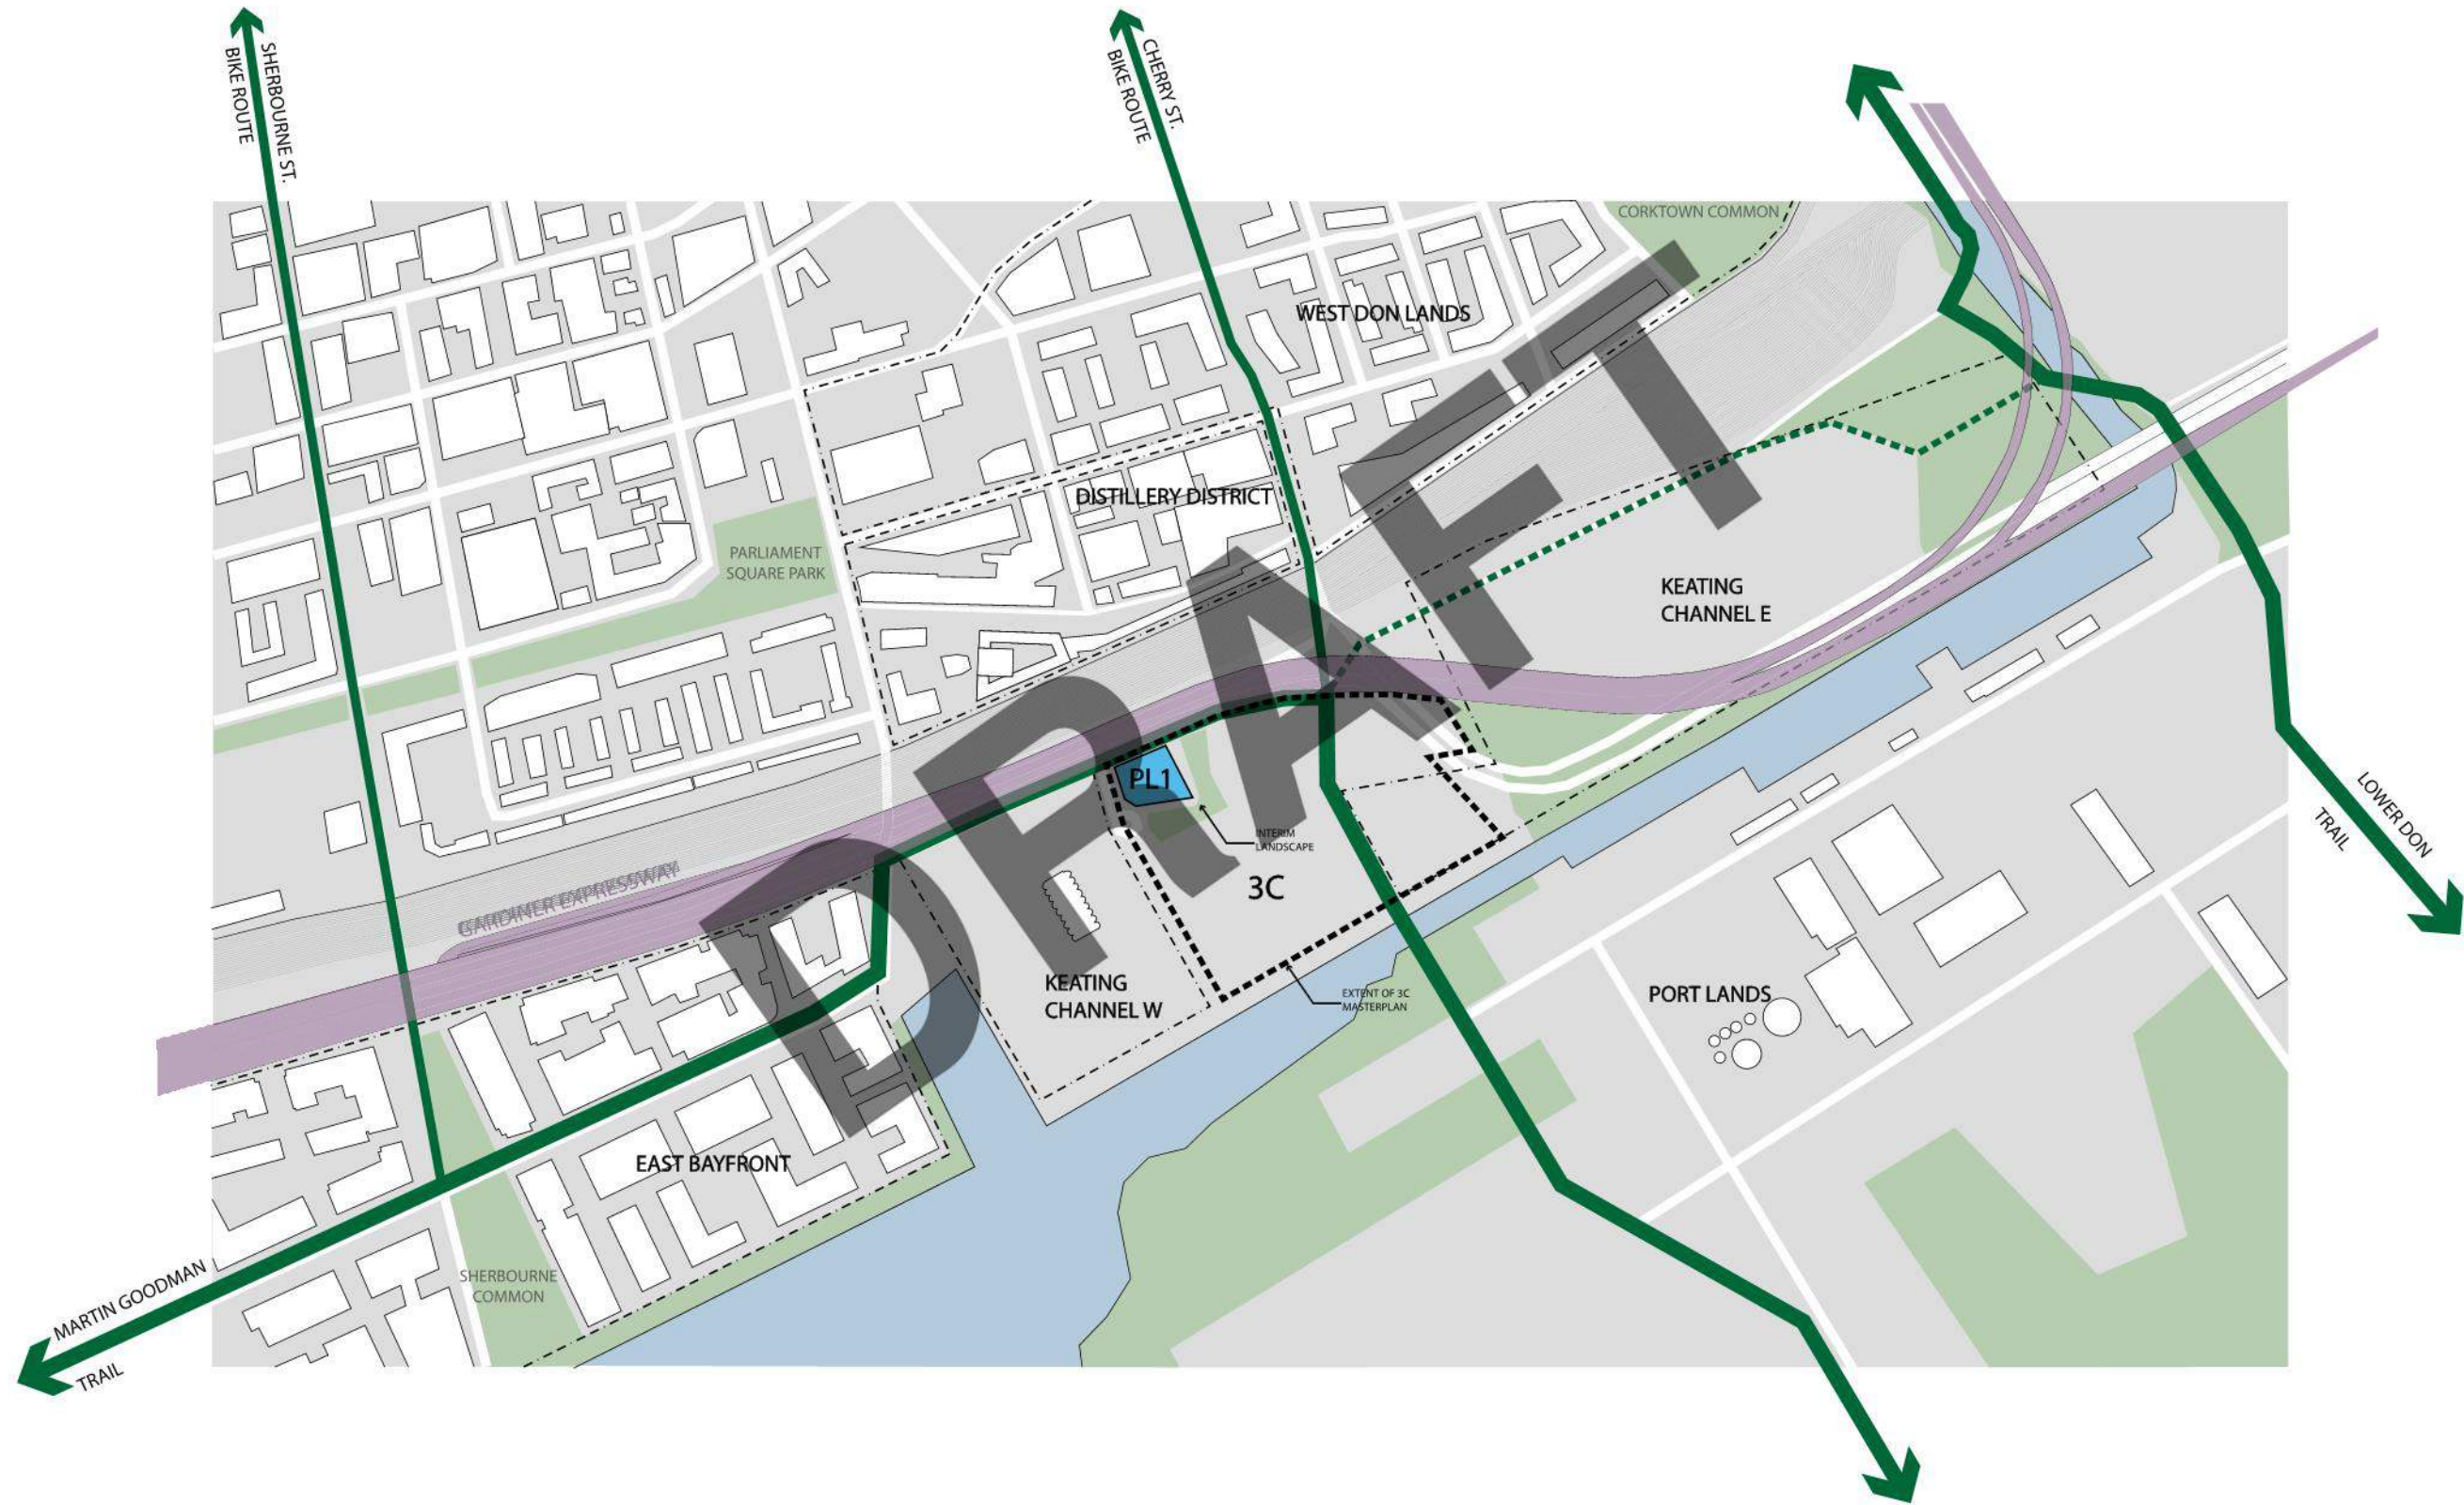 SHERBOURNE ST.
BIKE ROUTE
CHERRY ST.
BIKE ROUTE
CORKTOWN COMMON
WEST DON LANDS
DISTILLERY DISTRICT
PARLIAMENT
SQUARE PARK
KEATING
CHANNEL E
PL1
INTERIM
LANDSCAPE
3C
GARDINER EXPRESSWAY
KEATING
CHANNEL W
EXTENT OF 3C
MASTERPLAN
PORT LANDS
LOWER DON
TRAIL
EAST BAYFRONT
SHERBOURNE
COMMON
MARTIN GOODMAN
TRAIL
DRAFT